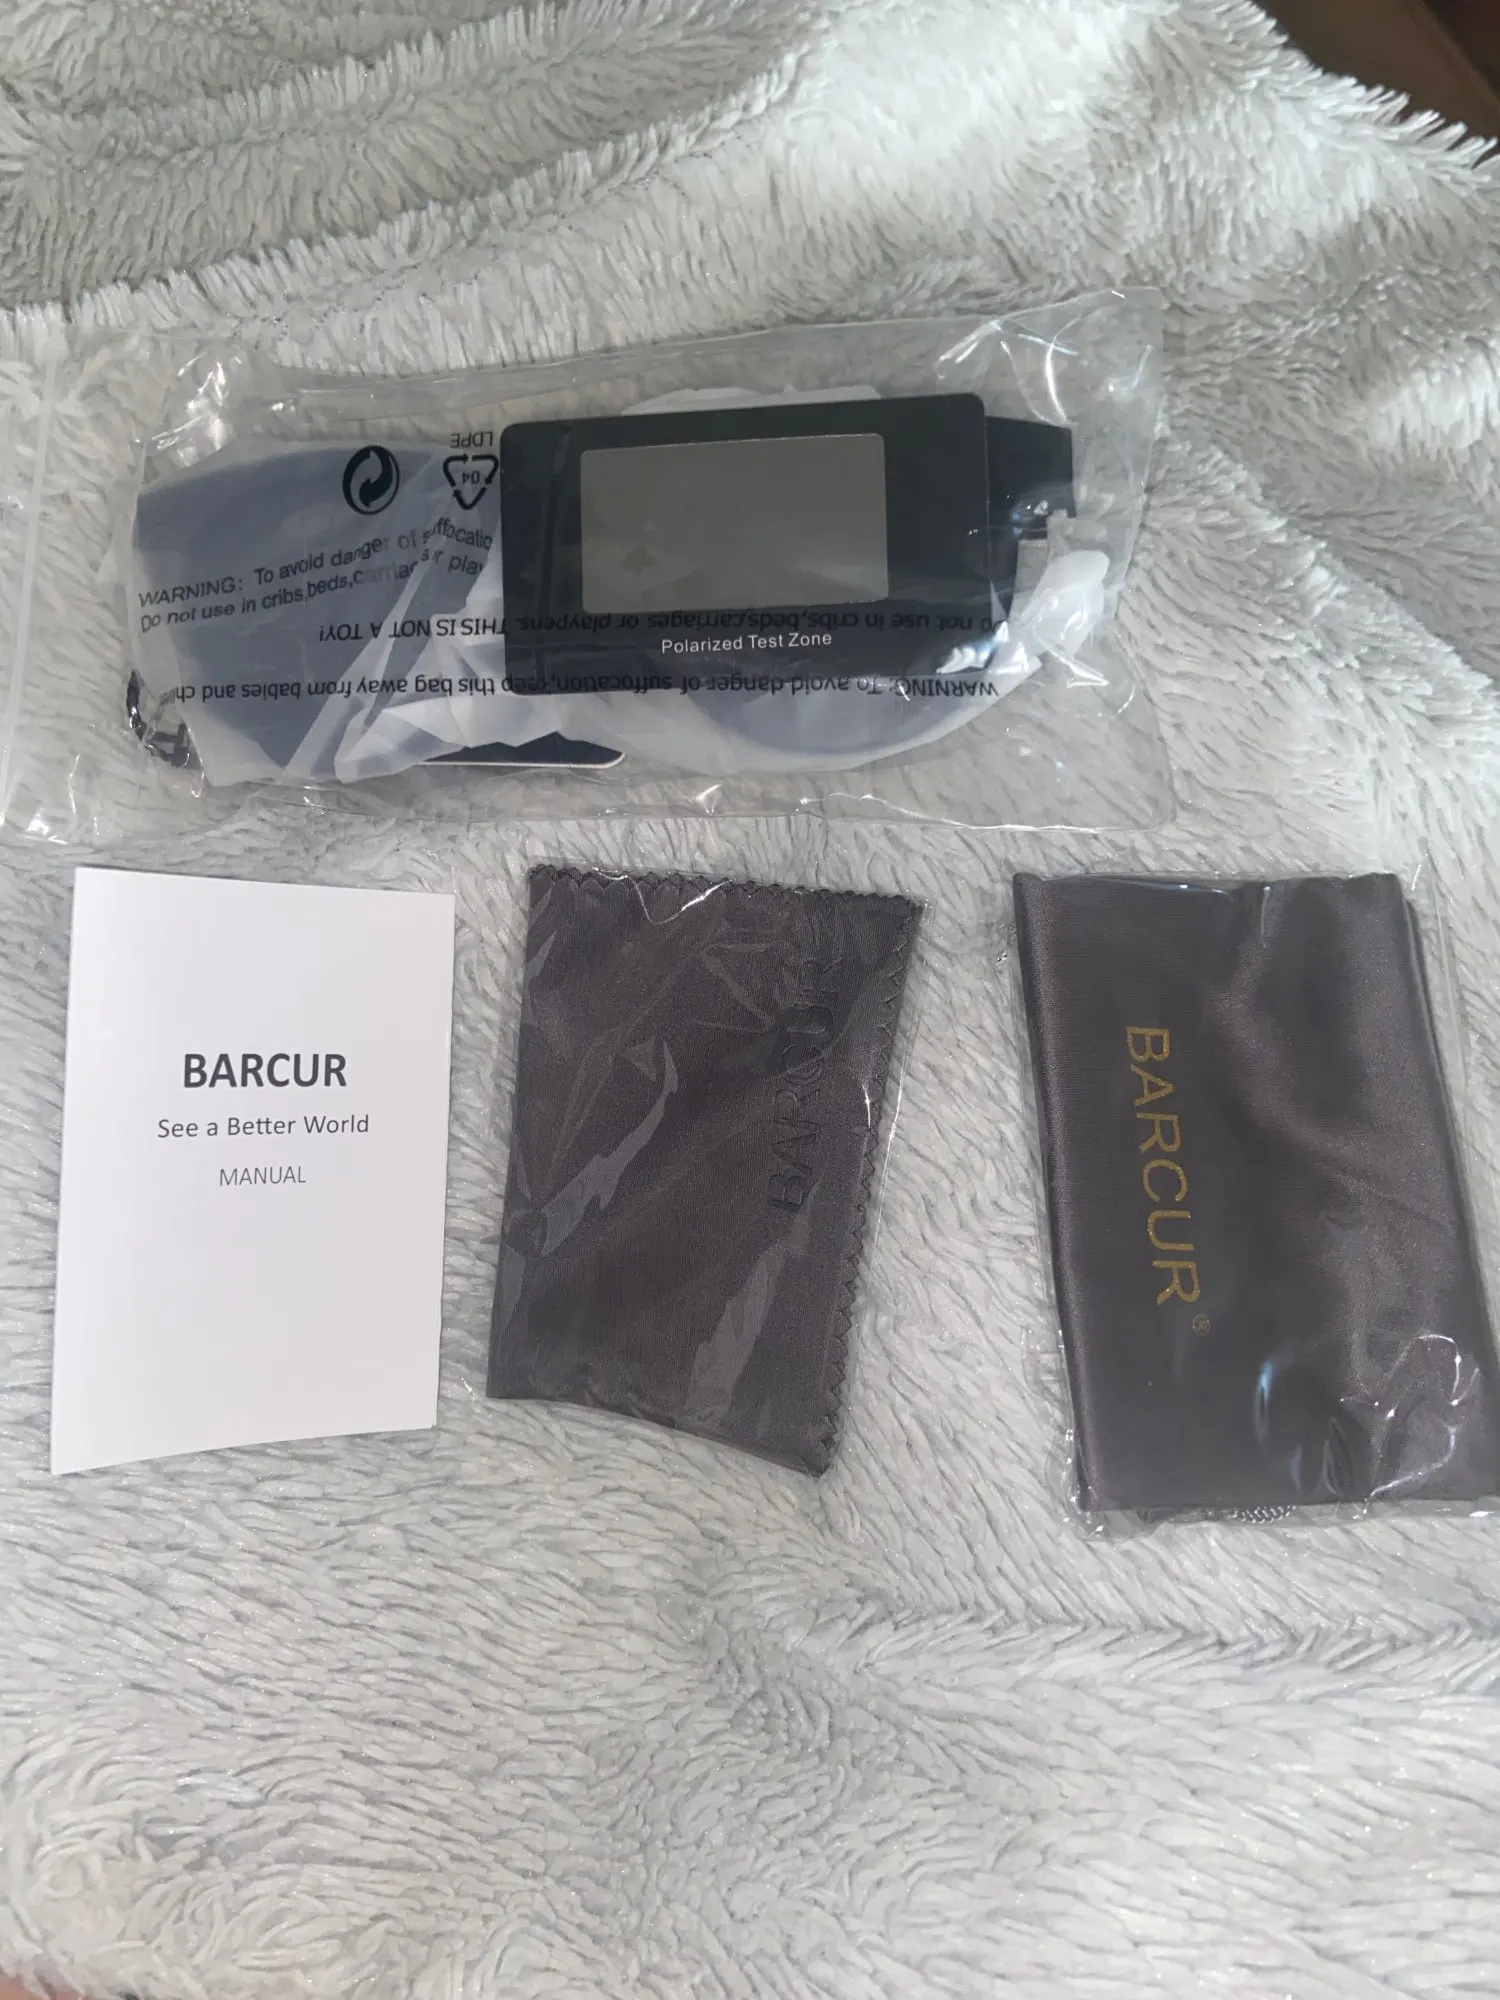 LDPE
04
WARNING: To avoid danger of suffocatio
Do not use in cribs,beds,carriages or play
THIS IS NOT A TOY!
Do not use in cribs,beds,carriages or playpens.
WARNING: To avoid danger of suffocation,keep this bag away from babies and
Polarized Test Zone
BARCUR
See a Better World
MANUAL
BARCUR
BARCUR®